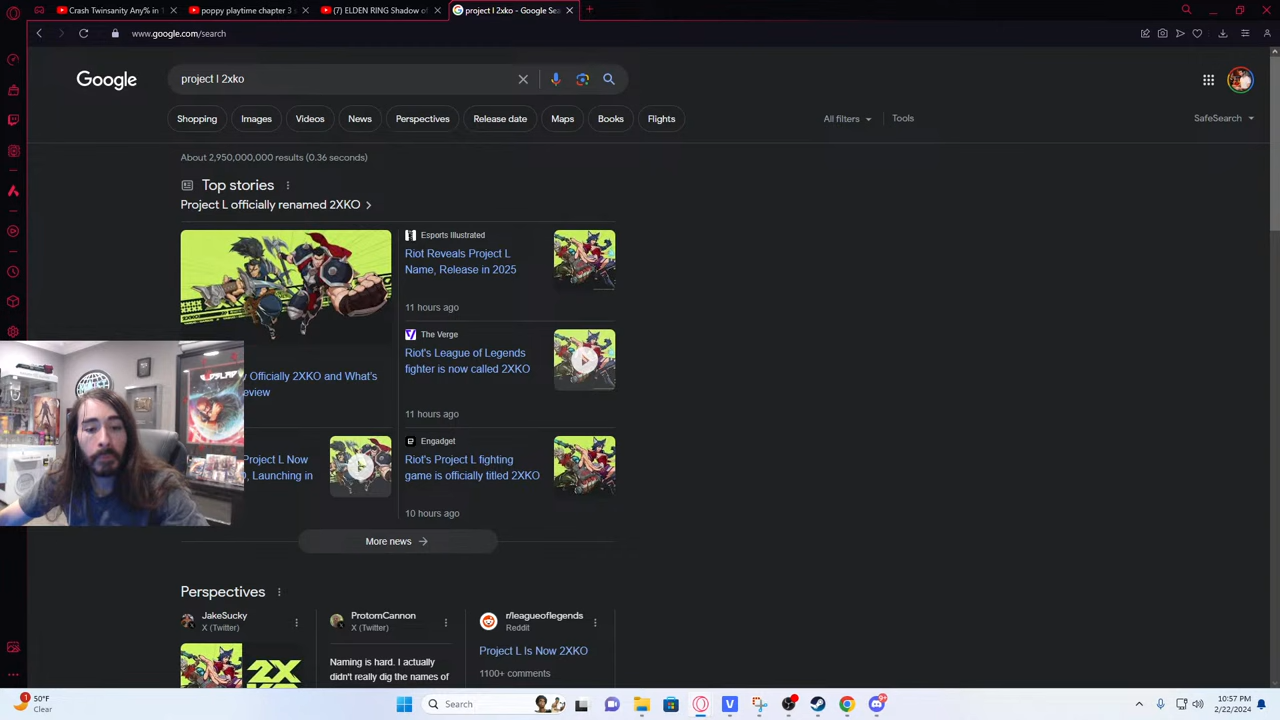 Crash Twinsanity Any% in
poppy playtime chapter 3
(7) ELDEN RING Shadow of
project l 2xko - Google Sea
www.google.com/search
Google
project l 2xko
Shopping
Images
Videos
News
Perspectives
Release date
Maps
Books
Flights
All filters
Tools
SafeSearch
About 2,950,000,000 results (0.36 seconds)
Top stories
Project L officially renamed 2XKO
Officially 2XKO and What's
eview
Project L Now
, Launching in
Esports Illustrated
Riot Reveals Project L
Name, Release in 2025
11 hours ago
The Verge
Riot's League of Legends
fighter is now called 2XKO
11 hours ago
Engadget
Riot's Project L fighting
game is officially titled 2XKO
10 hours ago
More news
Perspectives
JakeSucky
X (Twitter)
2X
ProtomCannon
X (Twitter)
Naming is hard. I actually
didn't really dig the names of
r/leagueoflegends
Reddit
Project L Is Now 2XKO
1100+ comments
1
50°F
Clear
Search
9+
10:57 PM
2/22/2024